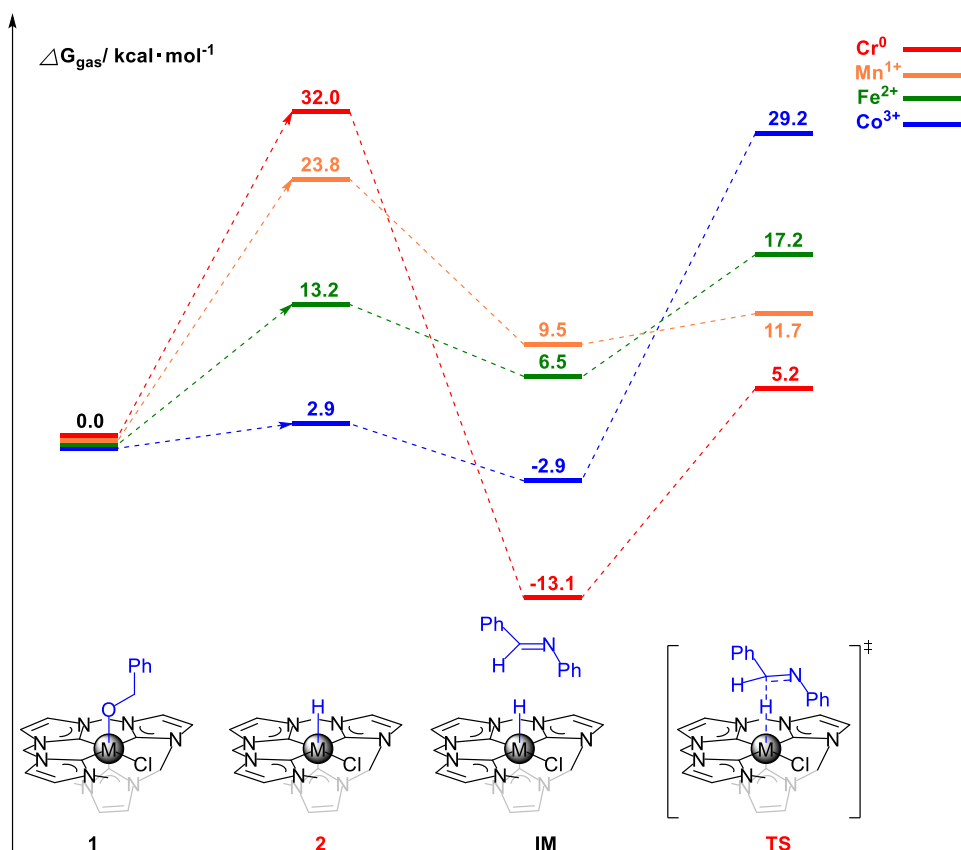 △G_gas/ kcal·mol⁻¹
Cr⁰
Mn¹⁺
Fe²⁺
Co³⁺
32.0
29.2
23.8
17.2
13.2
11.7
9.5
6.5
5.2
2.9
0.0
-2.9
-13.1
Ph
O
M
Cl
N
N
N
N
N
N
H
M
Cl
N
N
N
N
N
N
Ph
H
N
Ph
H
M
Cl
N
N
N
N
N
N
Ph
H
N
Ph
H
M
Cl
N
N
N
N
N
N
‡
1
2
IM
TS